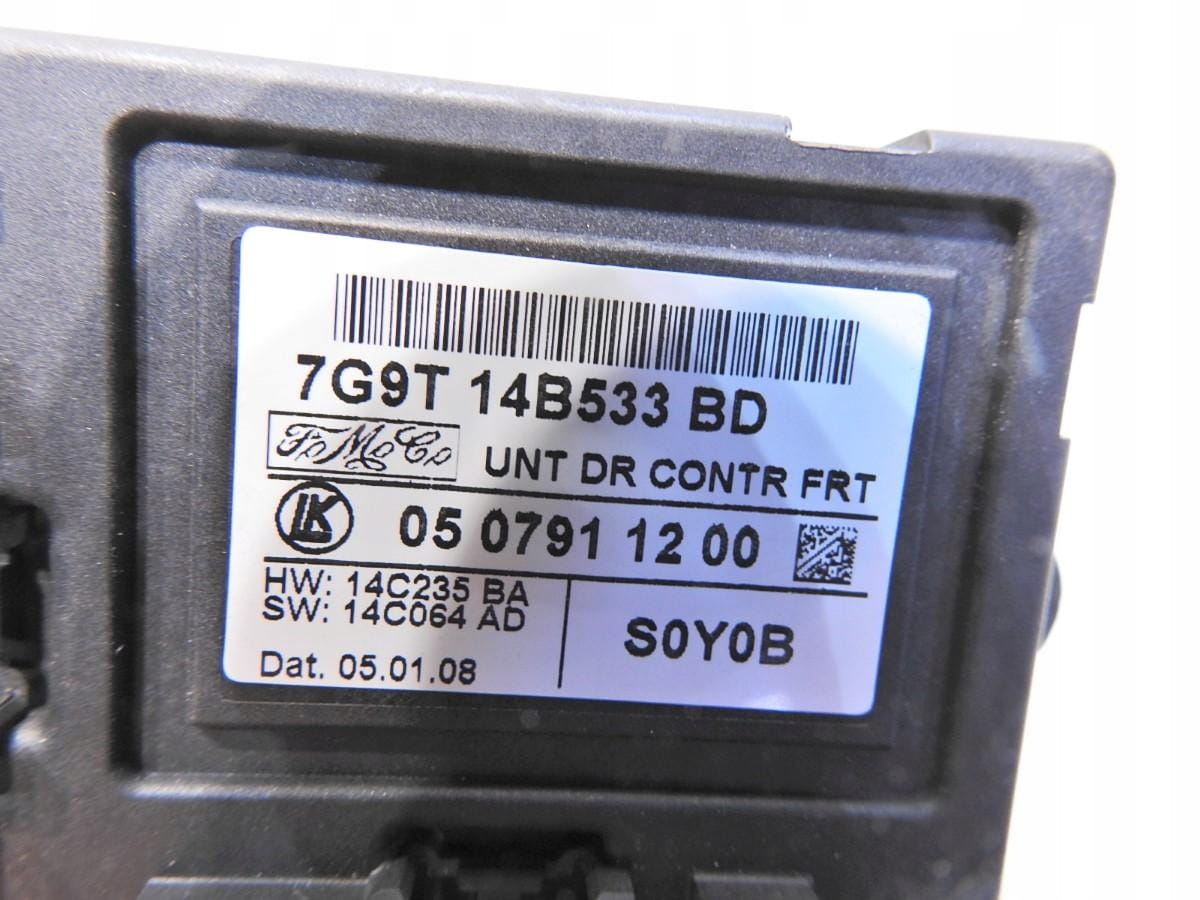 7G9T 14B533 BD
FoMoCo UNT DR CONTR FRT
LK 05 0791 12 00
HW: 14C235 BA
SW: 14C064 AD
Dat. 05.01.08
S0Y0B